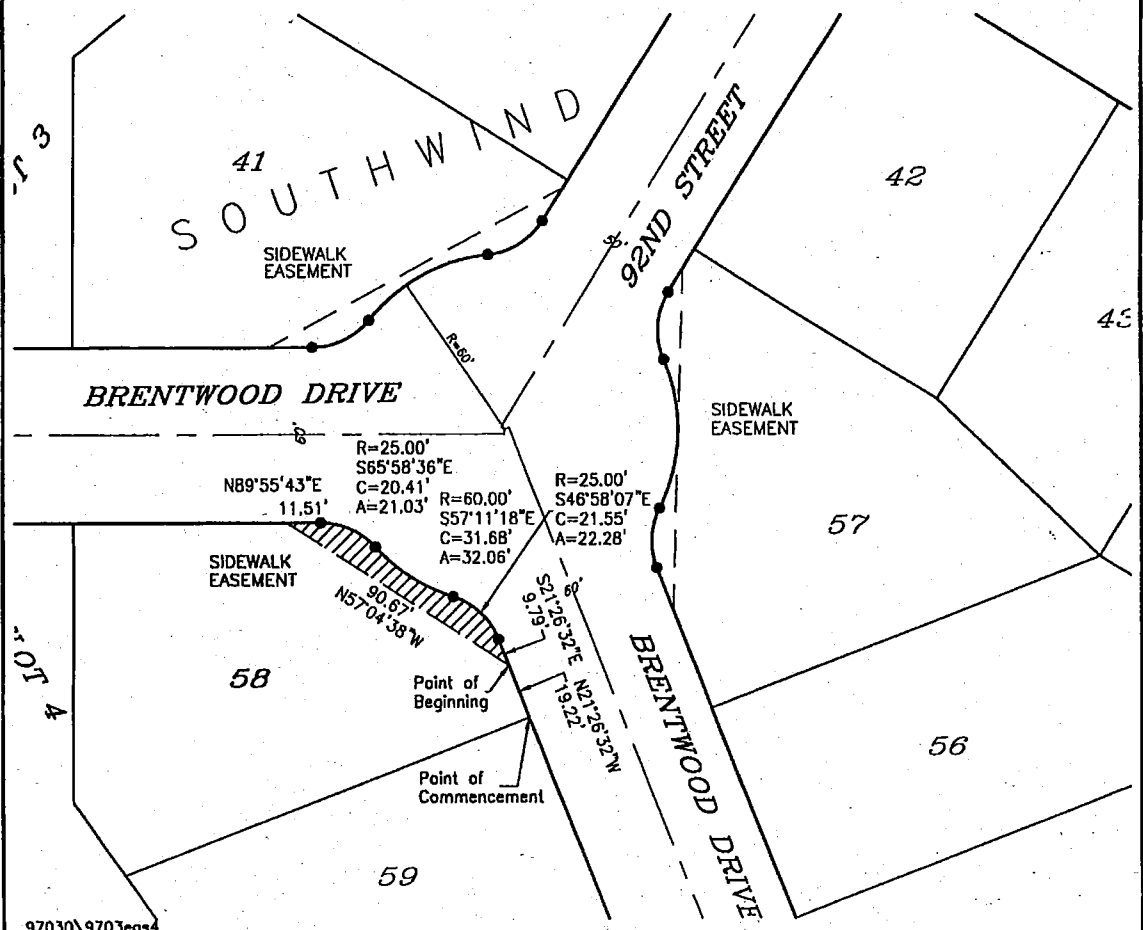 41
SOUTHWIND
SIDEWALK
EASEMENT
92ND STREET
42
43
R=60'
BRENTWOOD DRIVE
60'
SIDEWALK
EASEMENT
N89°55'43"E
11.51'
R=25.00'
S65°58'36"E
C=20.41'
A=21.03'
R=60.00'
S57°11'18"E
C=31.68'
A=32.06'
R=25.00'
S46°58'07"E
C=21.55'
A=22.28'
57
SIDEWALK
EASEMENT
90.67'
N57°04'38"W
S21°26'32"E
9.79'
60'
N21°26'32"W
19.22'
58
Point of
Beginning
BRENTWOOD DRIVE
Point of
Commencement
56
59
LOT 4
97030\9703eas4